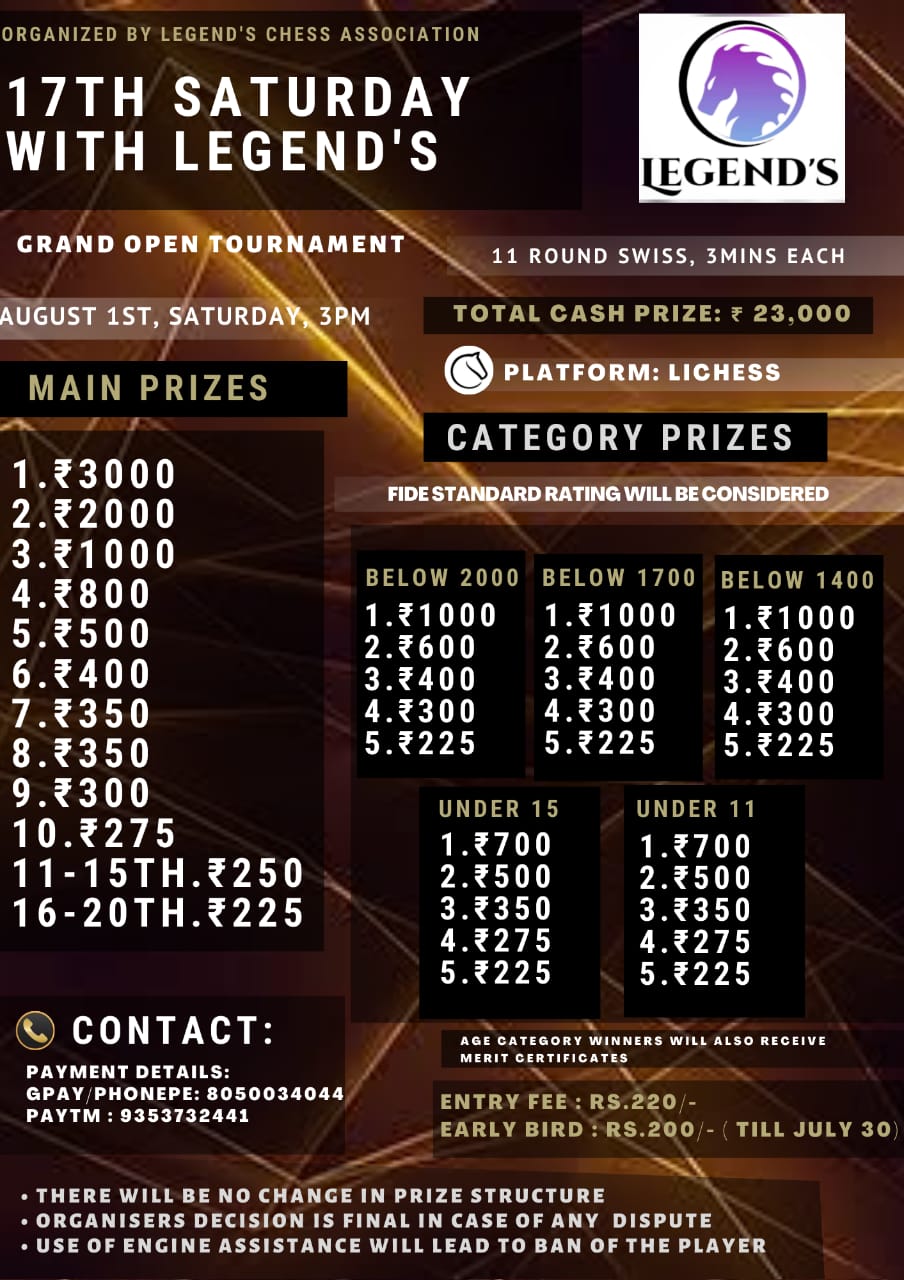 ORGANIZED BY LEGEND'S CHESS ASSOCIATION
17TH SATURDAY
WITH LEGEND'S
LEGEND'S
GRAND OPEN TOURNAMENT
11 ROUND SWISS, 3MINS EACH
AUGUST 1ST, SATURDAY, 3PM
TOTAL CASH PRIZE: ₹ 23,000
PLATFORM: LICHESS
MAIN PRIZES
1.₹3000
2.₹2000
3.₹1000
4.₹800
5.₹500
6.₹400
7.₹350
8.₹350
9.₹300
10.₹275
11-15TH.₹250
16-20TH.₹225
CATEGORY PRIZES
FIDE STANDARD RATING WILL BE CONSIDERED
BELOW 2000
1.₹1000
2.₹600
3.₹400
4.₹300
5.₹225
BELOW 1700
1.₹1000
2.₹600
3.₹400
4.₹300
5.₹225
BELOW 1400
1.₹1000
2.₹600
3.₹400
4.₹300
5.₹225
UNDER 15
1.₹700
2.₹500
3.₹350
4.₹275
5.₹225
UNDER 11
1.₹700
2.₹500
3.₹350
4.₹275
5.₹225
AGE CATEGORY WINNERS WILL ALSO RECEIVE
MERIT CERTIFICATES
CONTACT:
PAYMENT DETAILS:
GPAY/PHONEPE: 8050034044
PAYTM : 9353732441
ENTRY FEE : RS.220/-
EARLY BIRD : RS.200/- ( TILL JULY 30)
• THERE WILL BE NO CHANGE IN PRIZE STRUCTURE
• ORGANISERS DECISION IS FINAL IN CASE OF ANY DISPUTE
• USE OF ENGINE ASSISTANCE WILL LEAD TO BAN OF THE PLAYER